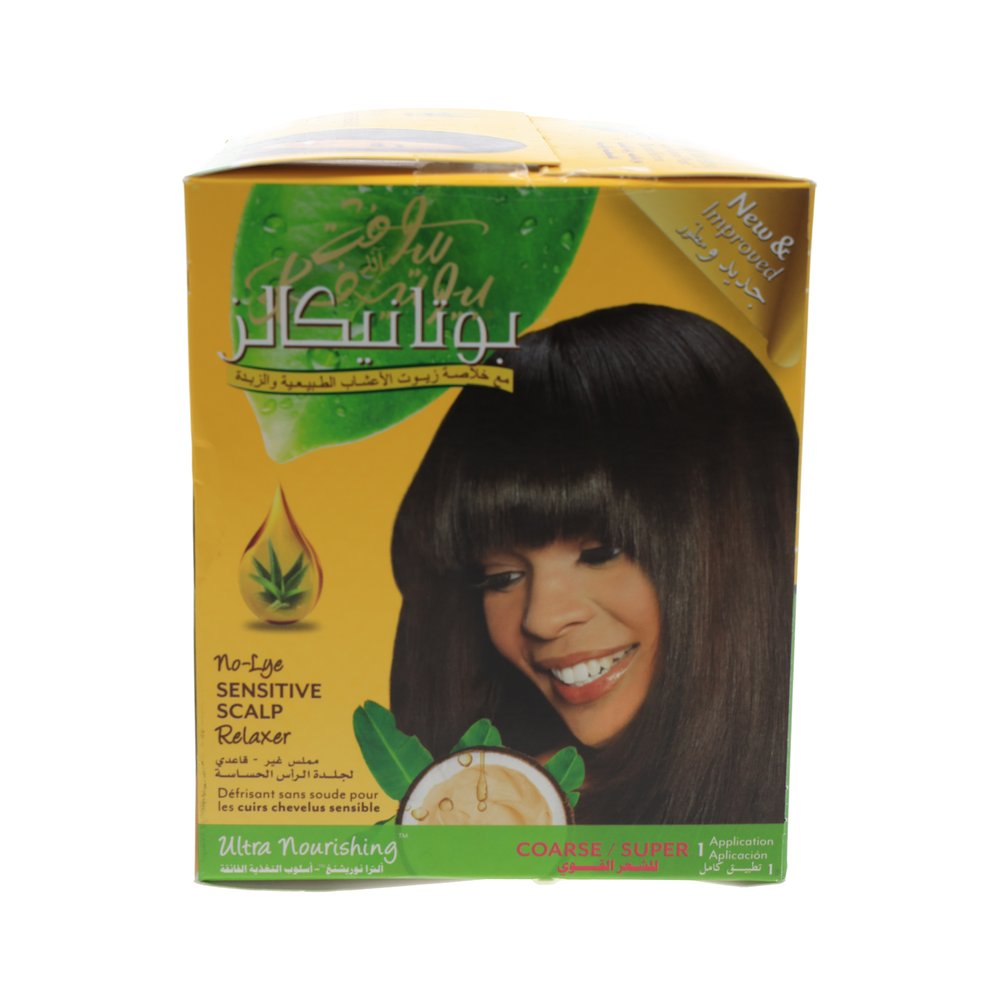 New &
Improved
جديد ومطور
بوتانيكالز
مع خلاصة زيوت الأعشاب الطبيعية والزبدة
No-Lye
SENSITIVE
SCALP
Relaxer
مملس غير - قاعدي
لجلدة الرأس الحساسة
Défrisant sans soude pour
les cuirs chevelus sensible
Ultra Nourishing™
ألترا نوريشنغ™ - أسلوب التغذية الفائقة
COARSE / SUPER
للشعر القوي
1 Application
Aplicación
1 تطبيق كامل